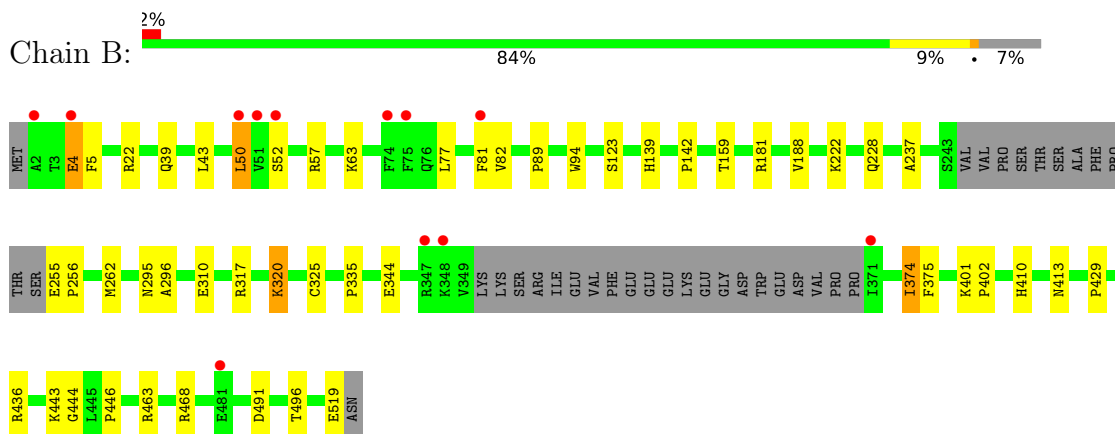 2%
Chain B:
84% 9% • 7%
MET A2 T3 E4 F5 R22 Q39 L43 L50 V51 S52 R57 K63 F74 F75 Q76 L77 F81 V82 P89 W94 S123 H139 P142 T159 R181 V188 K222 Q228 A237 S243 VAL VAL PRO SER THR SER ALA PHE PRO
THR SER E255 P256 M262 N295 A296 E310 R317 K320 C325 P335 E344 R347 K348 V349 LYS LYS SER ARG ILE GLU VAL PHE GLU GLU GLU LYS GLU GLY ASP TRP GLU ASP VAL PRO PRO I371 I374 F375 K401 P402 H410 N413 P429
R436 K443 G444 L445 P446 R463 R468 E481 D491 T496 E519 ASN